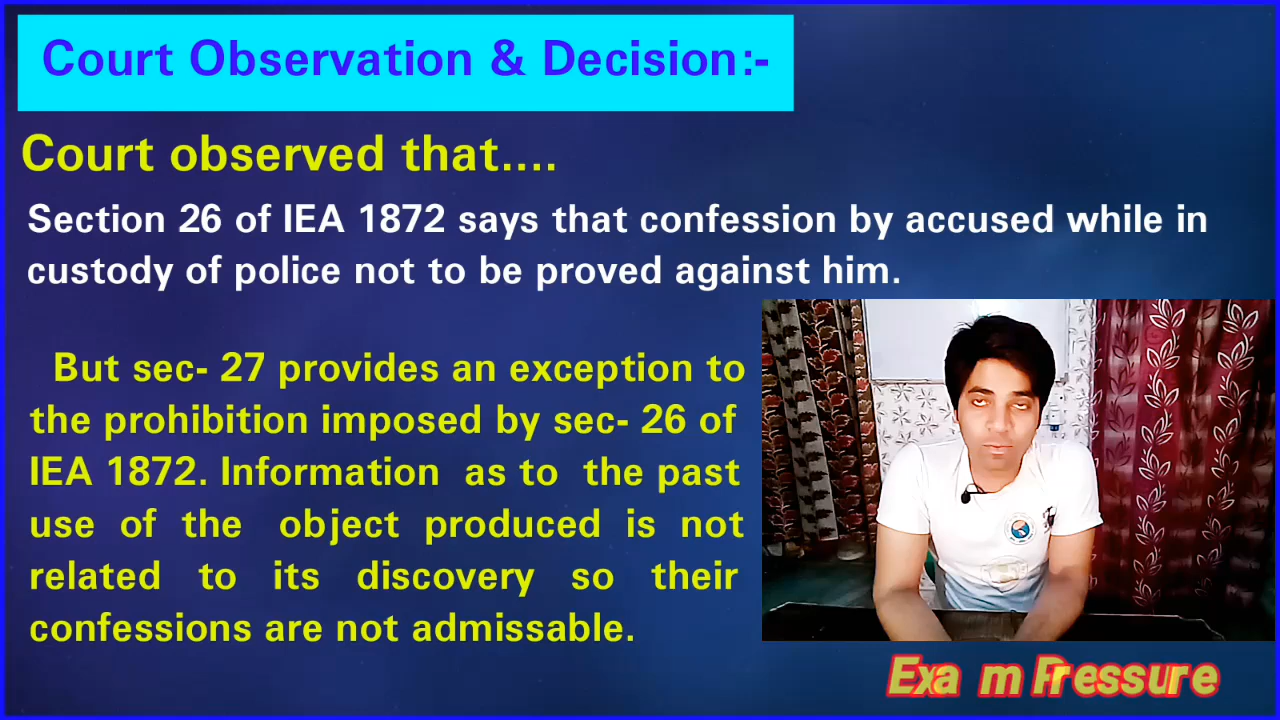 Court Observation & Decision:-
Court observed that....
Section 26 of IEA 1872 says that confession by accused while in
custody of police not to be proved against him.
But sec- 27 provides an exception to
the prohibition imposed by sec- 26 of
IEA 1872. Information as to the past
use of the object produced is not
related to its discovery so their
confessions are not admissable.
Exa m Pressure